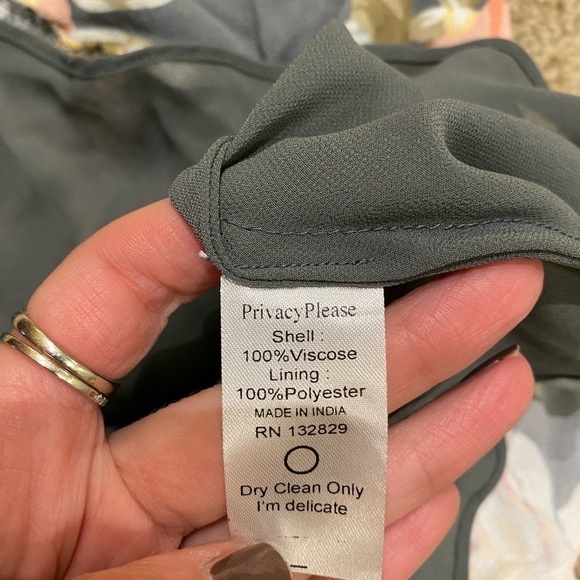 PrivacyPlease
Shell :
100%Viscose
Lining :
100%Polyester
MADE IN INDIA
RN 132829
Dry Clean Only
I'm delicate